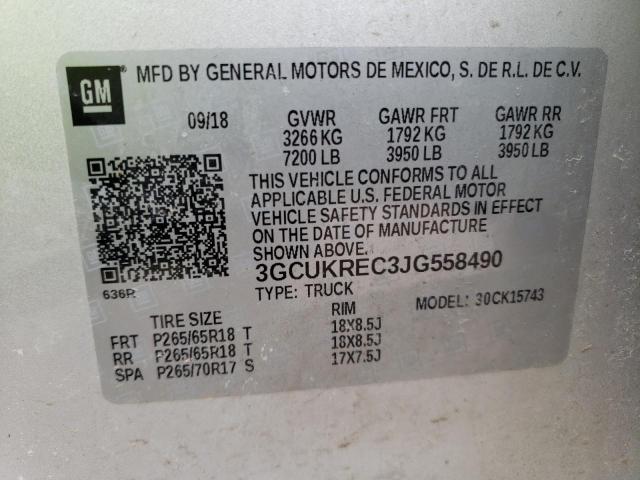 GM ® MFD BY GENERAL MOTORS DE MEXICO, S. DE R.L. DE C.V.
09/18 GVWR GAWR FRT GAWR RR
3266 KG 1792 KG 1792 KG
7200 LB 3950 LB 3950 LB
THIS VEHICLE CONFORMS TO ALL
APPLICABLE U.S. FEDERAL MOTOR
VEHICLE SAFETY STANDARDS IN EFFECT
ON THE DATE OF MANUFACTURE
SHOWN ABOVE.
3GCUKREC3JG558490
636R TYPE: TRUCK MODEL: 30CK15743
TIRE SIZE RIM
FRT P265/65R18 T 18X8.5J
RR P265/65R18 T 18X8.5J
SPA P265/70R17 S 17X7.5J